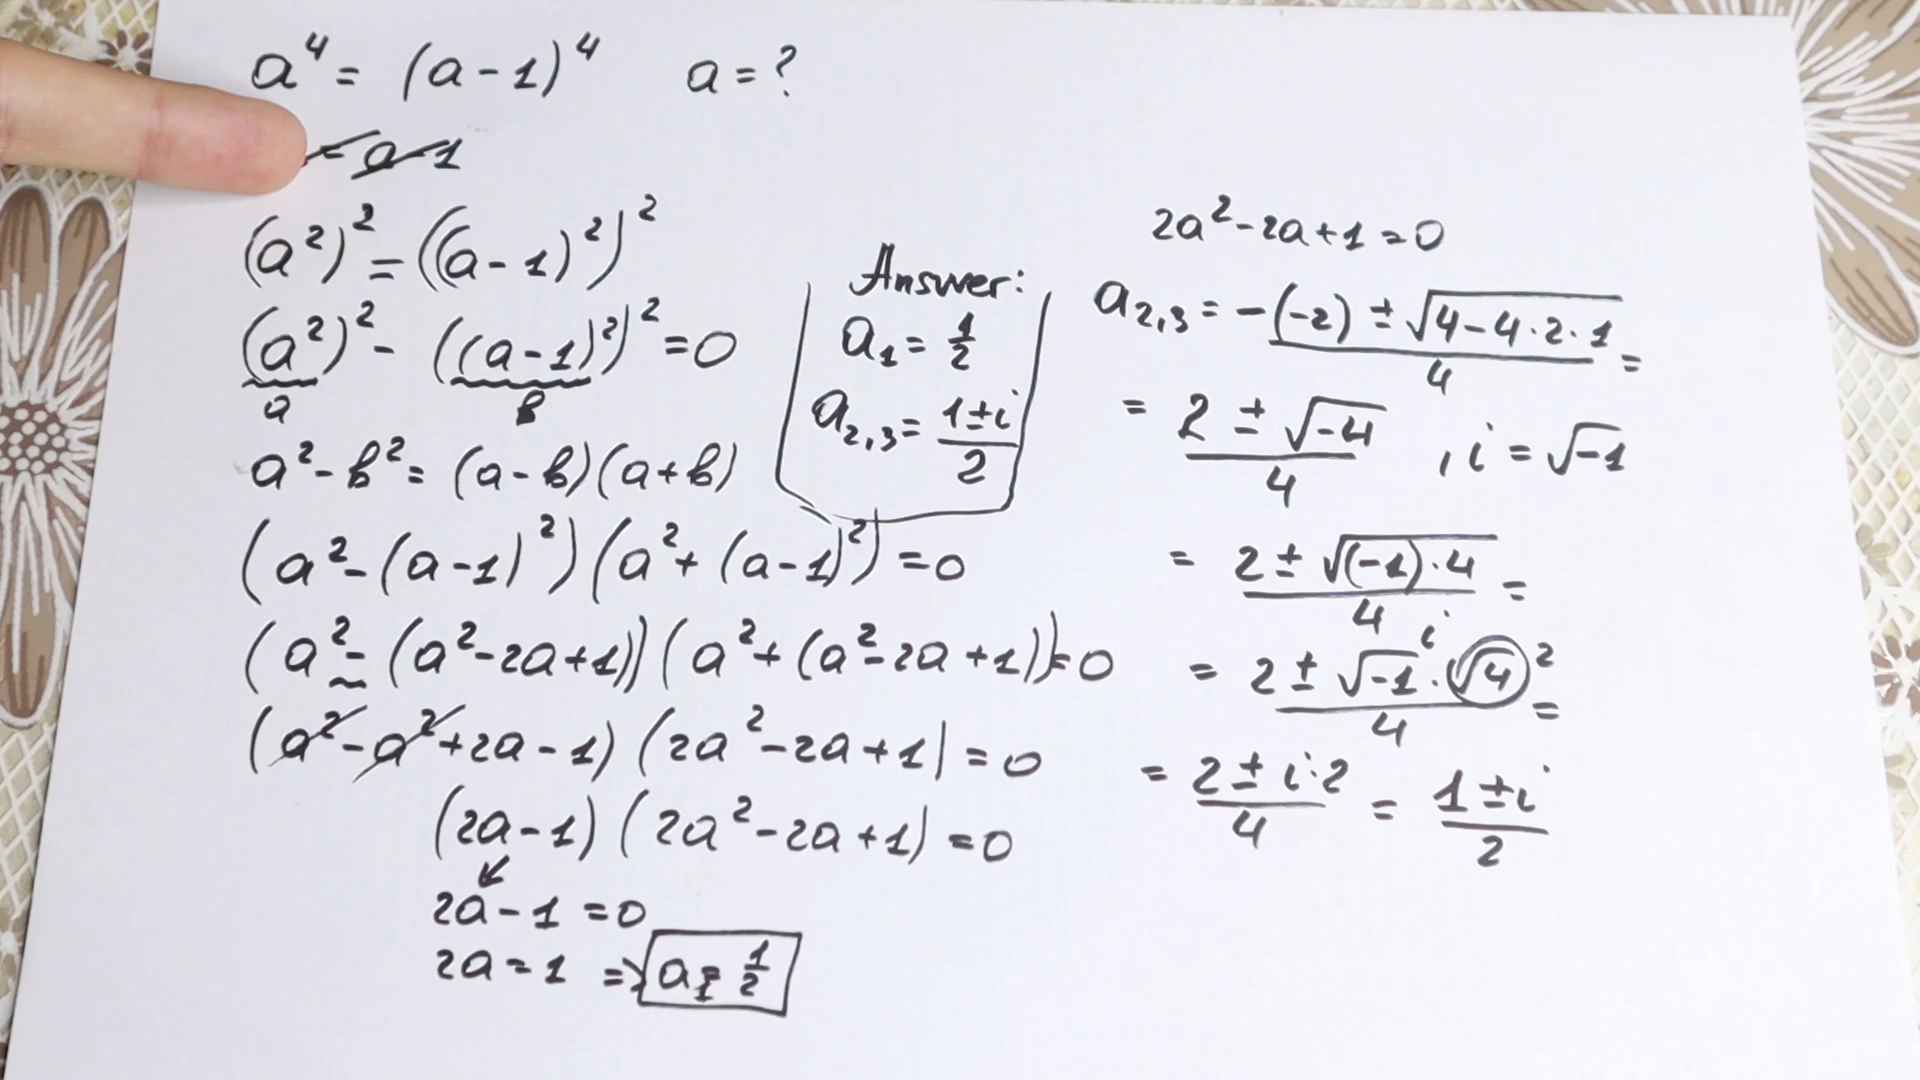 a⁴ = (a-1)⁴ a = ?
= a-1
(a²)² = ((a-1)²)²
(a²)² - ((a-1)²)² = 0
a b
a² - b² = (a-b)(a+b)
(a² - (a-1)²)(a² + (a-1)²) = 0
(a² - (a²-2a+1))(a² + (a²-2a+1)) = 0
(a² - a² + 2a - 1)(2a² - 2a + 1) = 0
(2a-1)(2a² - 2a + 1) = 0
↙
2a - 1 = 0
2a = 1 => a₁ = 1/2
Answer:
a₁ = 1/2
a₂,₃ = (1±i)/2
2a² - 2a + 1 = 0
a₂,₃ = (-(-2) ± √(4-4·2·1))/4 =
= (2 ± √-4)/4 , i = √-1
= (2 ± √((-1)·4))/4 =
i
= (2 ± √-1 · √4)/4 = 2
= (2 ± i·2)/4 = (1±i)/2